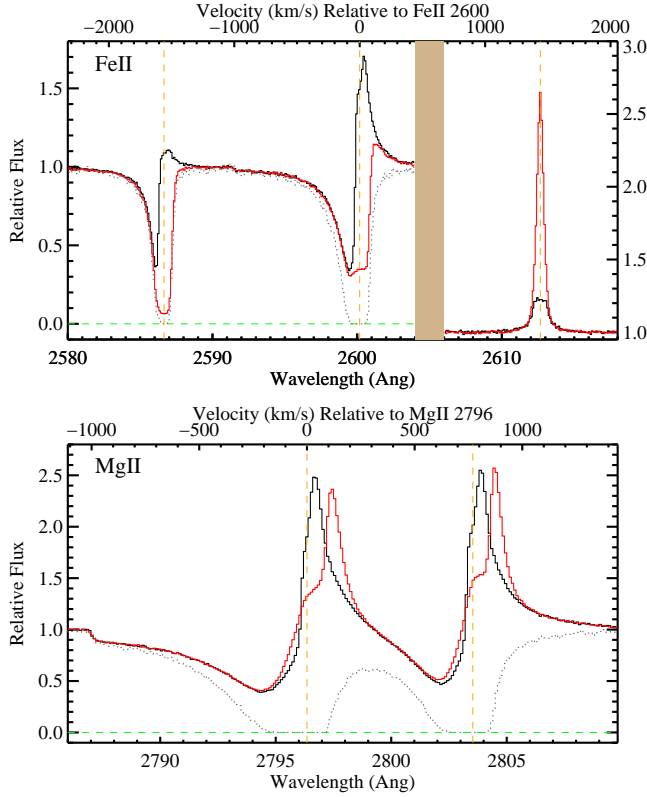 Velocity (km/s) Relative to FeII 2600
−2000 −1000 0 1000 2000
FeII
1.5
1.0
0.5
0.0
Relative Flux
3.0
2.5
2.0
1.5
1.0
2580 2590 2600 2610
Wavelength (Ang)
Velocity (km/s) Relative to MgII 2796
−1000 −500 0 500 1000
MgII
2.5
2.0
1.5
1.0
0.5
0.0
Relative Flux
2790 2795 2800 2805
Wavelength (Ang)